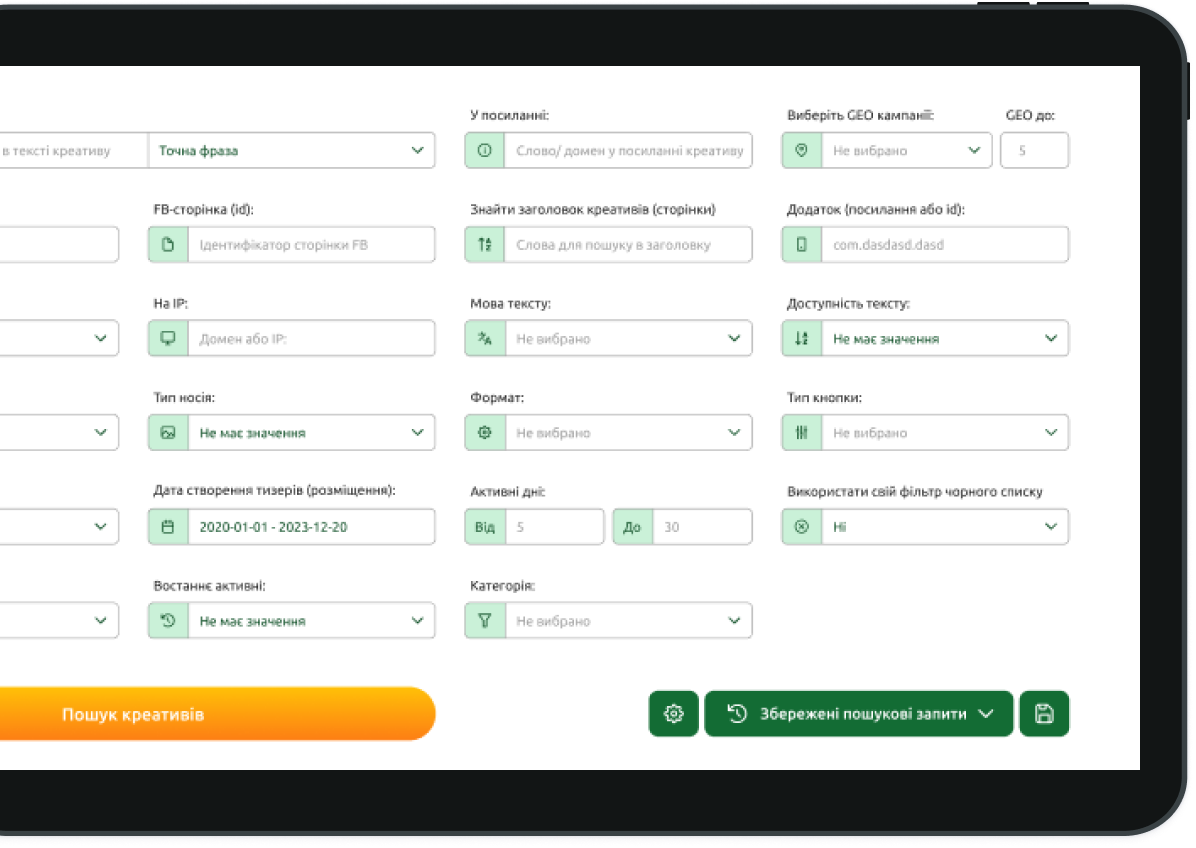 У посиланні: Виберіть GEO кампанії: GEO до:
в тексті креативу Точна фраза Слово/ домен у посиланні креативу Не вибрано 5
FB-сторінка (id): Знайти заголовок креативів (сторінки) Додаток (посилання або id):
Ідентифікатор сторінки FB Слова для пошуку в заголовку com.dasdasd.dasd
На IP: Мова тексту: Доступність тексту:
Домен або IP: Не вибрано Не має значення
Тип носія: Формат: Тип кнопки:
Не має значення Не вибрано Не вибрано
Дата створення тизерів (розміщення): Активні дні: Використати свій фільтр чорного списку
2020-01-01 - 2023-12-20 Від 5 До 30 Ні
Востаннє активні: Категорія:
Не має значення Не вибрано
Пошук креативів Збережені пошукові запити